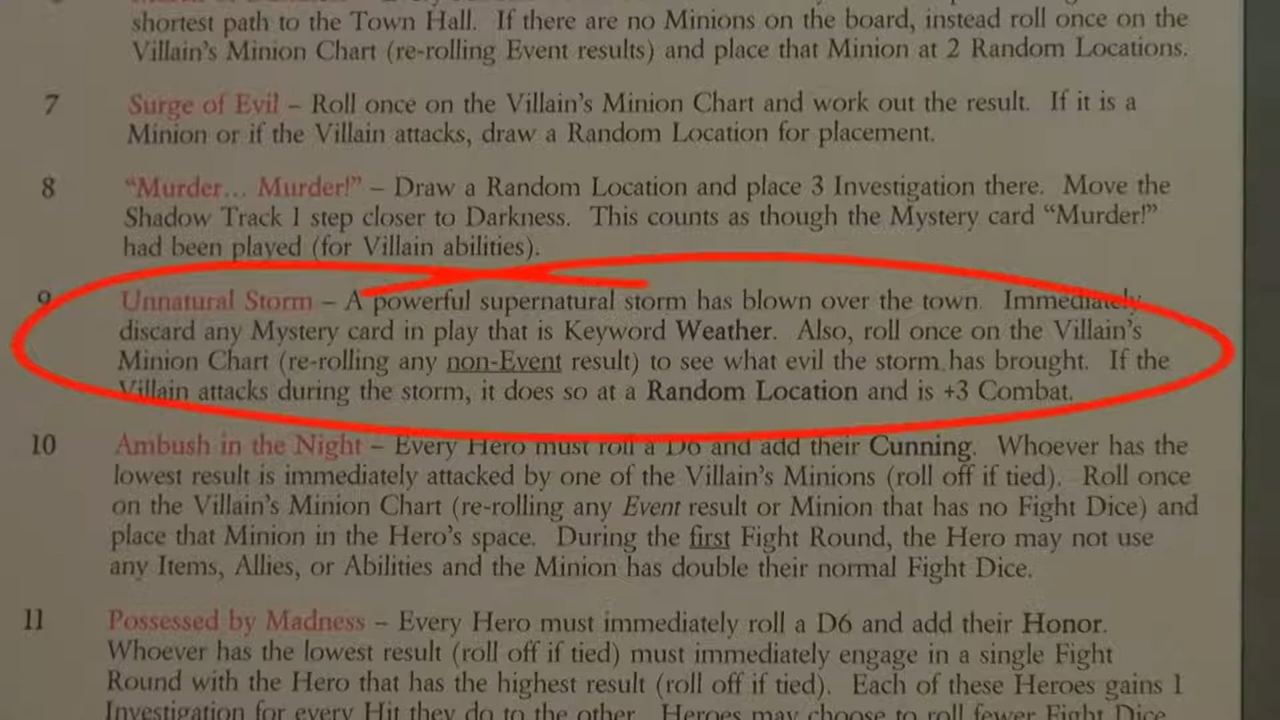 shortest path to the Town Hall. If there are no Minions on the board, instead roll once on the
Villain's Minion Chart (re-rolling Event results) and place that Minion at 2 Random Locations.
7 Surge of Evil – Roll once on the Villain's Minion Chart and work out the result. If it is a
Minion or if the Villain attacks, draw a Random Location for placement.
8 "Murder... Murder!" – Draw a Random Location and place 3 Investigation there. Move the
Shadow Track 1 step closer to Darkness. This counts as though the Mystery card "Murder!"
had been played (for Villain abilities).
9 Unnatural Storm – A powerful supernatural storm has blown over the town. Immediately
discard any Mystery card in play that is Keyword Weather. Also, roll once on the Villain's
Minion Chart (re-rolling any non-Event result) to see what evil the storm has brought. If the
Villain attacks during the storm, it does so at a Random Location and is +3 Combat.
10 Ambush in the Night – Every Hero must roll a D6 and add their Cunning. Whoever has the
lowest result is immediately attacked by one of the Villain's Minions (roll off if tied). Roll once
on the Villain's Minion Chart (re-rolling any Event result or Minion that has no Fight Dice) and
place that Minion in the Hero's space. During the first Fight Round, the Hero may not use
any Items, Allies, or Abilities and the Minion has double their normal Fight Dice.
11 Possessed by Madness – Every Hero must immediately roll a D6 and add their Honor.
Whoever has the lowest result (roll off if tied) must immediately engage in a single Fight
Round with the Hero that has the highest result (roll off if tied). Each of these Heroes gains 1
Investigation for every Hit they do to the other. Heroes may choose to roll fewer Fight Dice